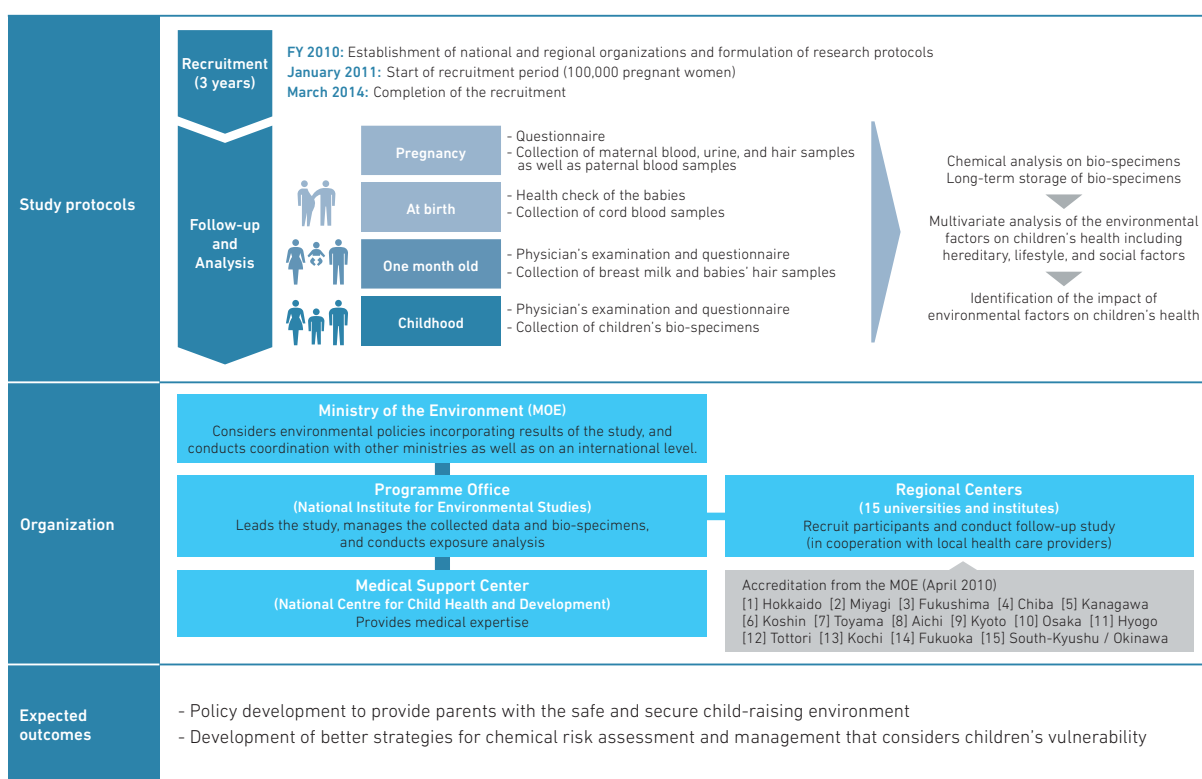 Study protocols
Recruitment
(3 years)
FY 2010: Establishment of national and regional organizations and formulation of research protocols
January 2011: Start of recruitment period (100,000 pregnant women)
March 2014: Completion of the recruitment
Follow-up
and
Analysis
Pregnancy
- Questionnaire
- Collection of maternal blood, urine, and hair samples
as well as paternal blood samples
At birth
- Health check of the babies
- Collection of cord blood samples
One month old
- Physician's examination and questionnaire
- Collection of breast milk and babies' hair samples
Childhood
- Physician's examination and questionnaire
- Collection of children's bio-specimens
Chemical analysis on bio-specimens
Long-term storage of bio-specimens
Multivariate analysis of the environmental
factors on children's health including
hereditary, lifestyle, and social factors
Identification of the impact of
environmental factors on children's health
Organization
Ministry of the Environment (MOE)
Considers environmental policies incorporating results of the study, and
conducts coordination with other ministries as well as on an international level.
Programme Office
(National Institute for Environmental Studies)
Leads the study, manages the collected data and bio-specimens,
and conducts exposure analysis
Medical Support Center
(National Centre for Child Health and Development)
Provides medical expertise
Regional Centers
(15 universities and institutes)
Recruit participants and conduct follow-up study
(in cooperation with local health care providers)
Accreditation from the MOE (April 2010)
[1] Hokkaido [2] Miyagi [3] Fukushima [4] Chiba [5] Kanagawa
[6] Koshin [7] Toyama [8] Aichi [9] Kyoto [10] Osaka [11] Hyogo
[12] Tottori [13] Kochi [14] Fukuoka [15] South-Kyushu / Okinawa
Expected
outcomes
- Policy development to provide parents with the safe and secure child-raising environment
- Development of better strategies for chemical risk assessment and management that considers children's vulnerability